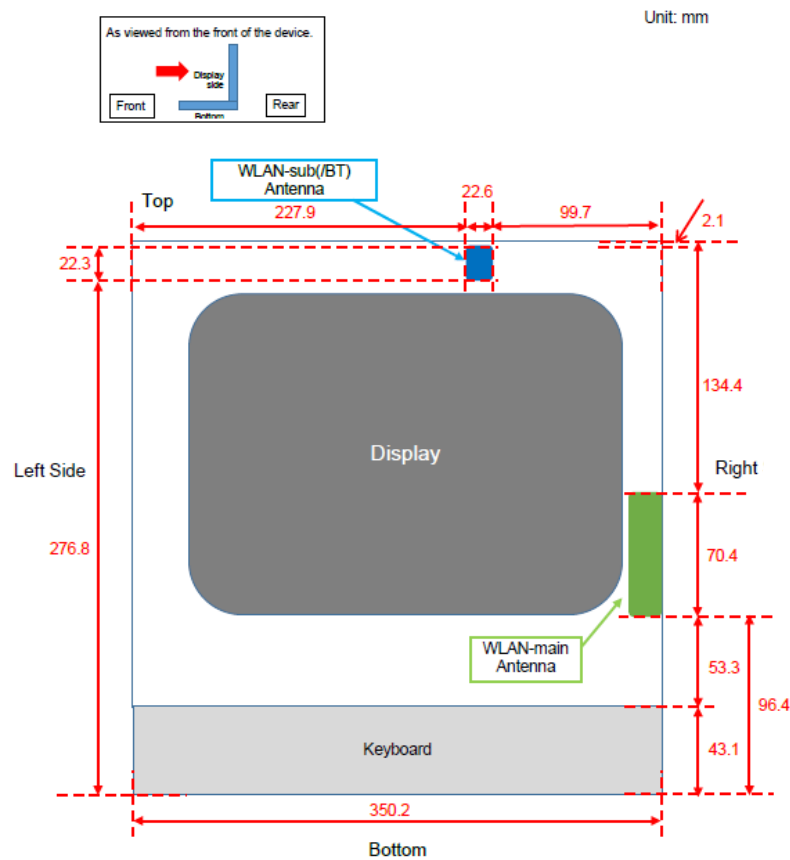 Unit: mm
As viewed from the front of the device.
Display
side
Front
Rear
Bottom
WLAN-sub(/BT)
Antenna
Top
227.9
22.6
99.7
2.1
22.3
134.4
Display
Left Side
Right
276.8
70.4
WLAN-main
Antenna
53.3
96.4
Keyboard
43.1
350.2
Bottom